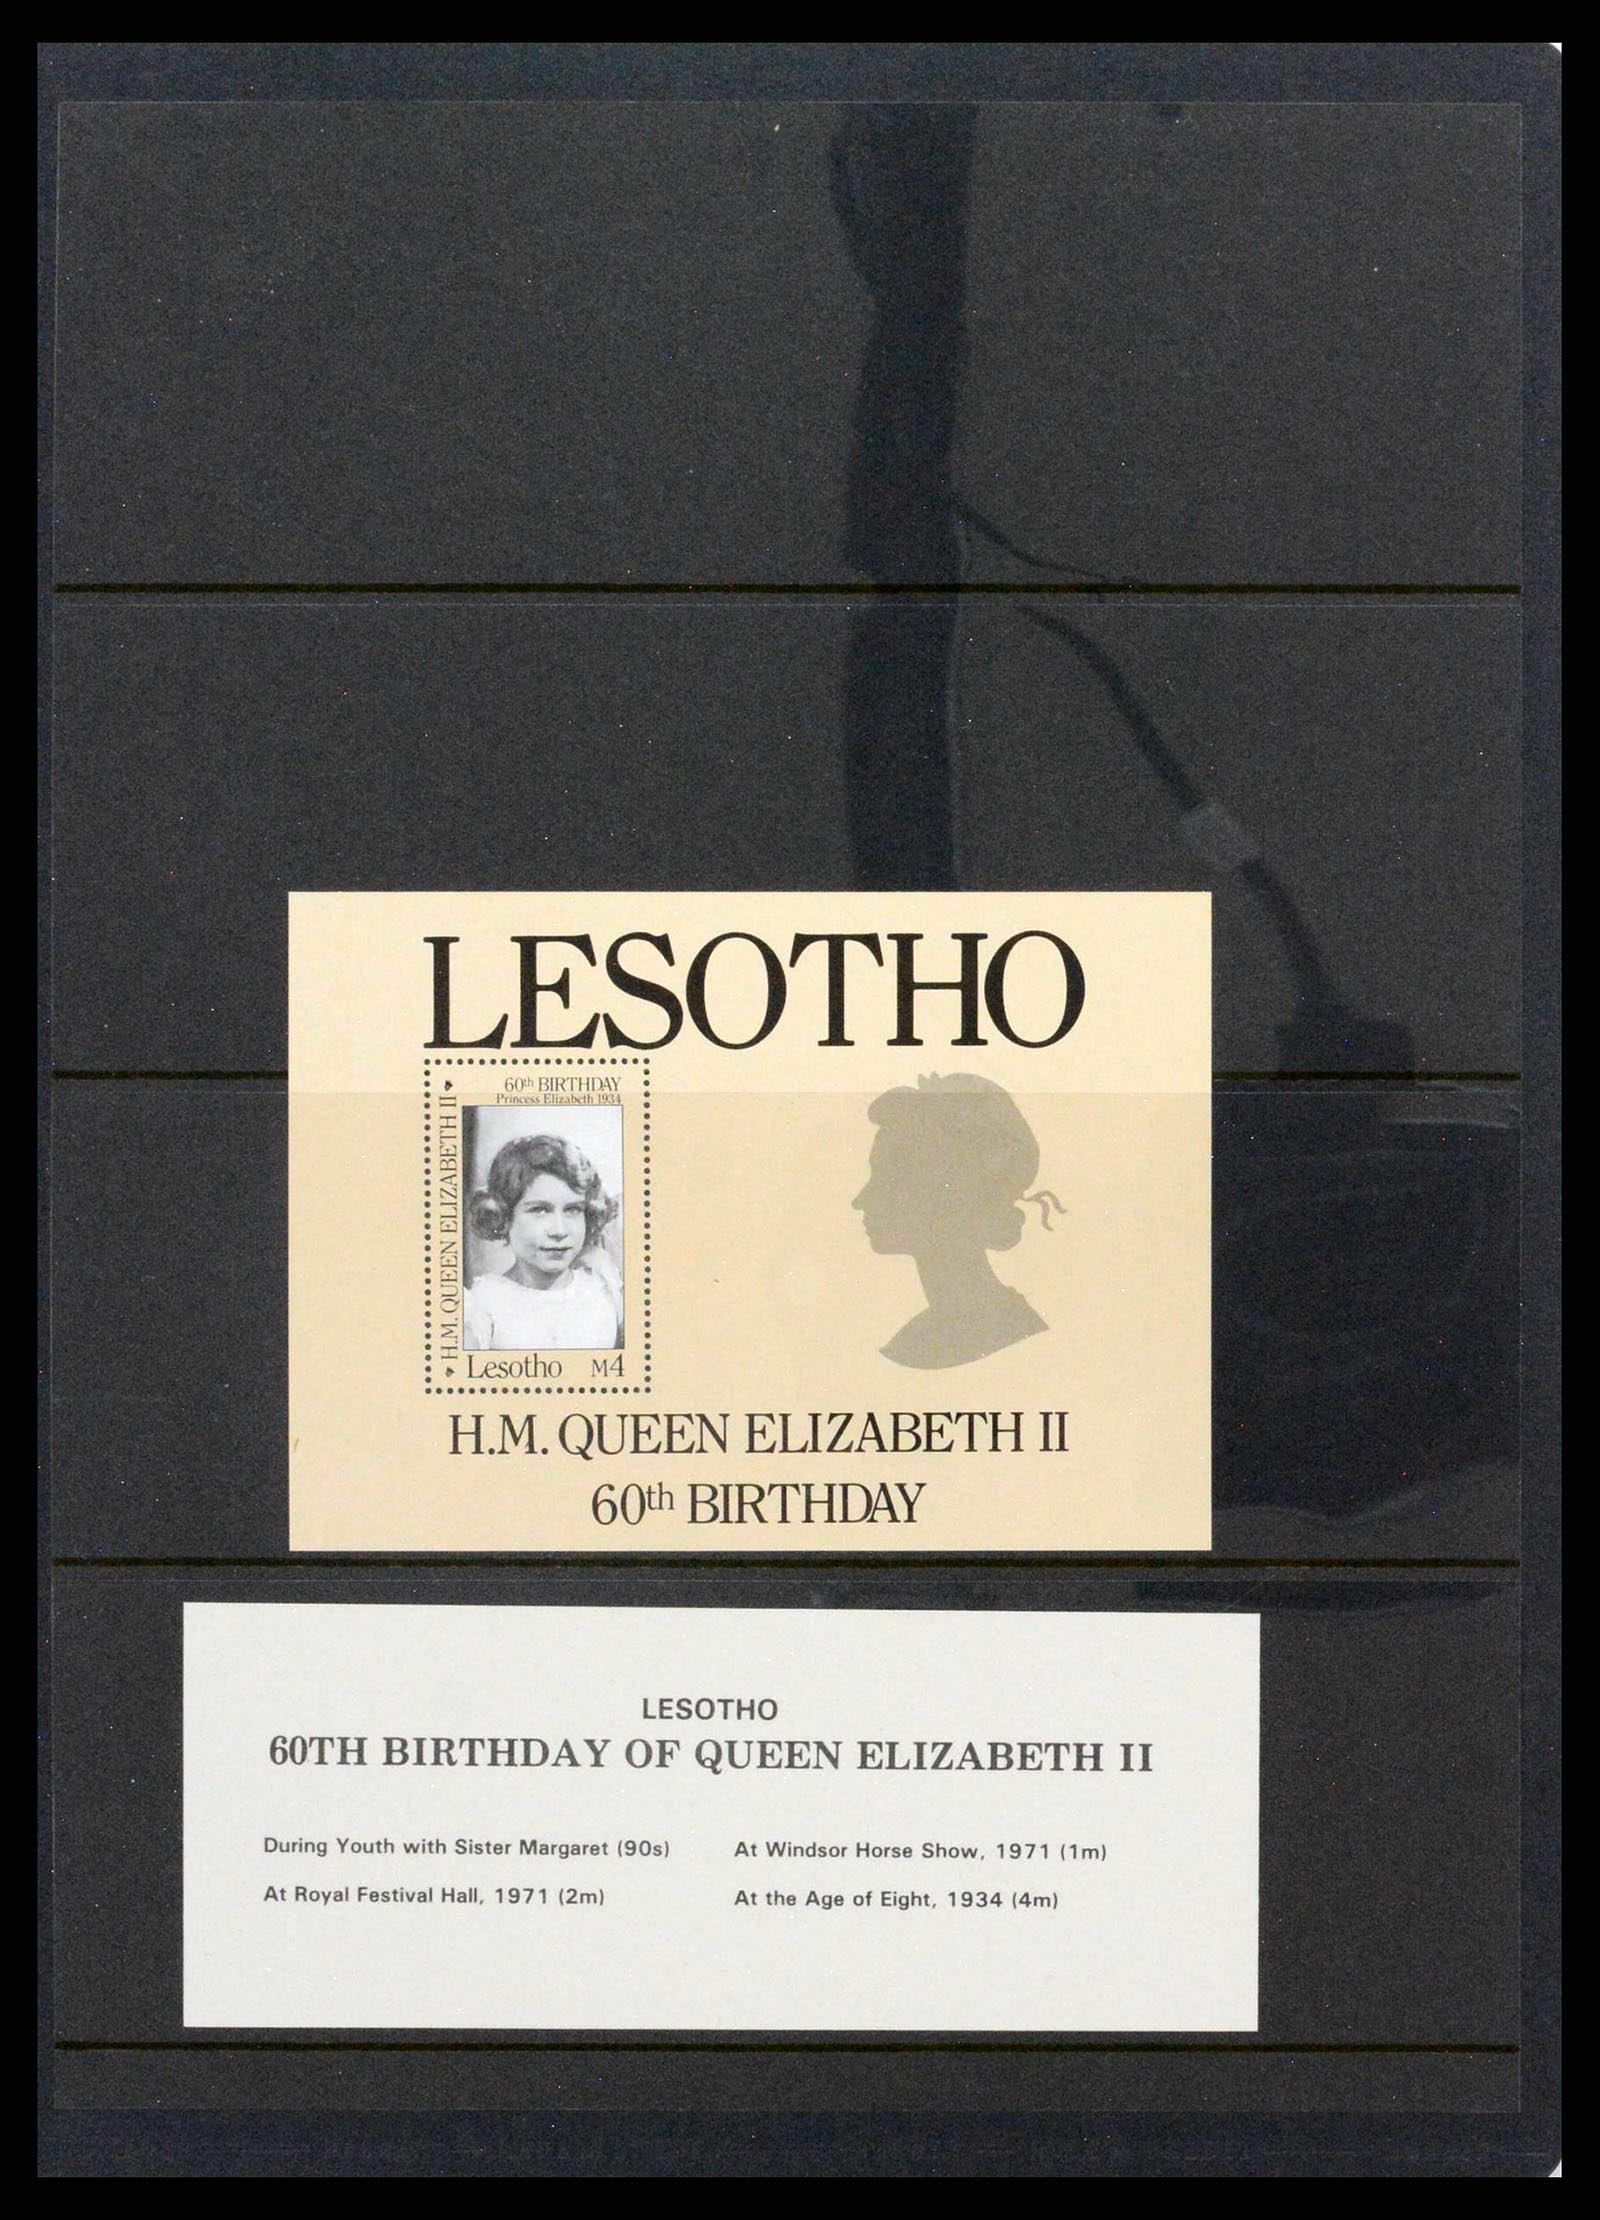 LESOTHO
60th BIRTHDAY
Princess Elizabeth 1934
H.M. QUEEN ELIZABETH II
Lesotho M4
H.M. QUEEN ELIZABETH II
60th BIRTHDAY
LESOTHO
60TH BIRTHDAY OF QUEEN ELIZABETH II
During Youth with Sister Margaret (90s)
At Windsor Horse Show, 1971 (1m)
At Royal Festival Hall, 1971 (2m)
At the Age of Eight, 1934 (4m)